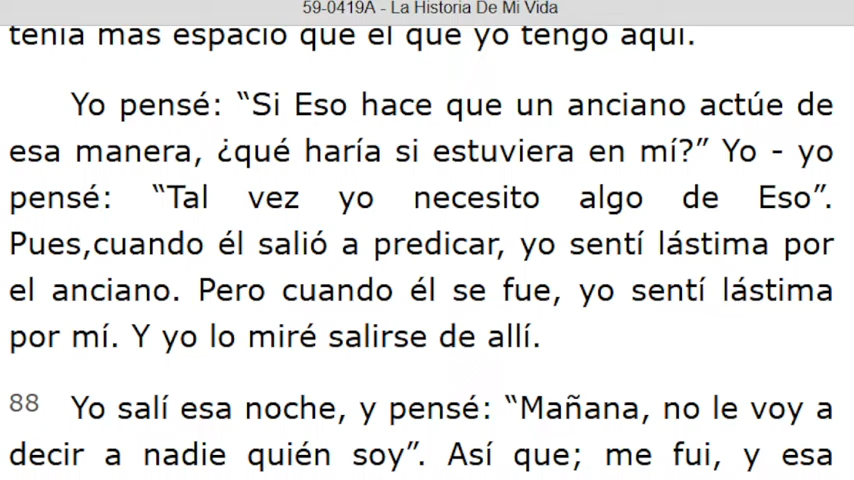 59-0419A - La Historia De Mi Vida
tenía más espacio que el que yo tengo aquí.
Yo pensé: “Si Eso hace que un anciano actúe de
esa manera, ¿qué haría si estuviera en mí?” Yo - yo
pensé: “Tal vez yo necesito algo de Eso”.
Pues,cuando él salió a predicar, yo sentí lástima por
el anciano. Pero cuando él se fue, yo sentí lástima
por mí. Y yo lo miré salirse de allí.
88 Yo salí esa noche, y pensé: “Mañana, no le voy a
decir a nadie quién soy”. Así que; me fui, y esa